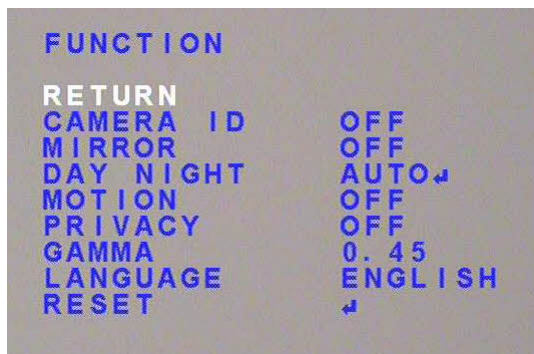 FUNCTION
RETURN
CAMERA ID OFF
MIRROR OFF
DAY NIGHT AUTO↲
MOTION OFF
PRIVACY OFF
GAMMA 0.45
LANGUAGE ENGLISH
RESET ↲